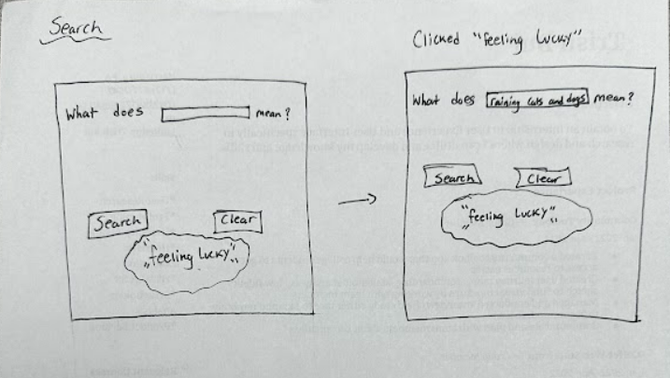 Search
What does mean?
Search Clear
"feeling Lucky"
Clicked "feeling Lucky"
What does raining cats and dogs mean?
Search Clear
"feeling Lucky"